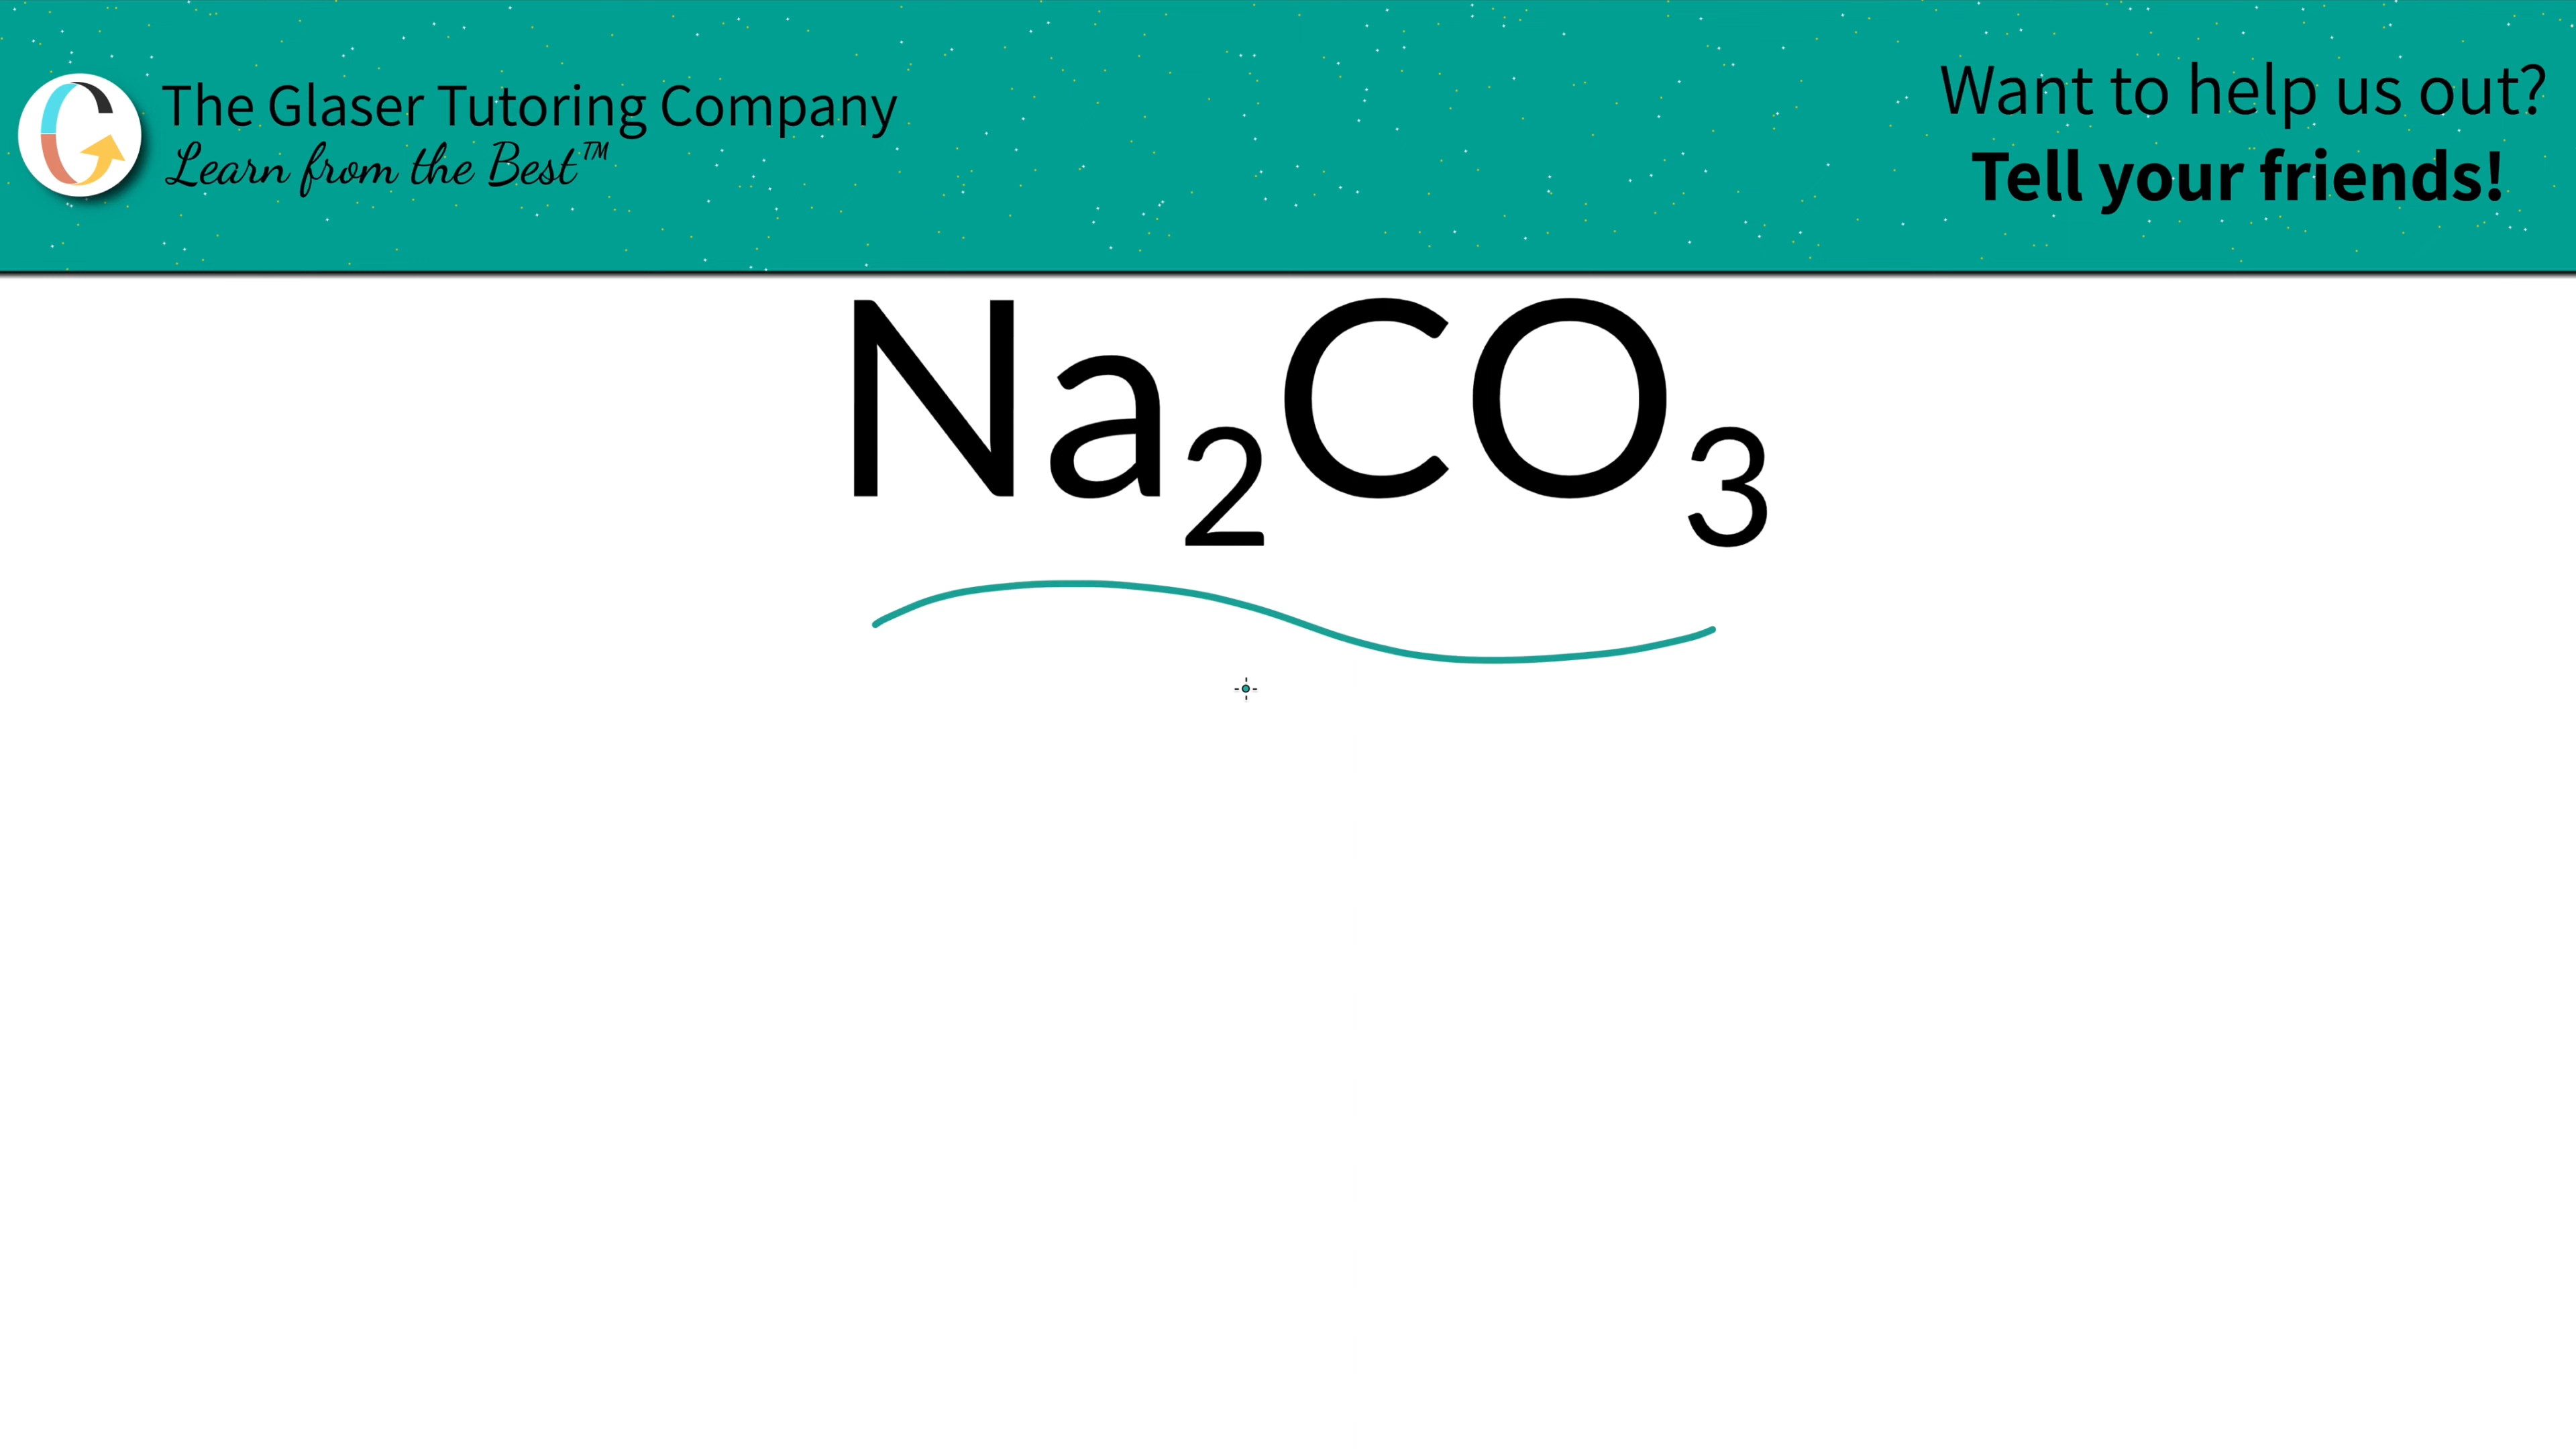 The Glaser Tutoring Company
Learn from the Best™
Want to help us out?
Tell your friends!
Na₂CO₃